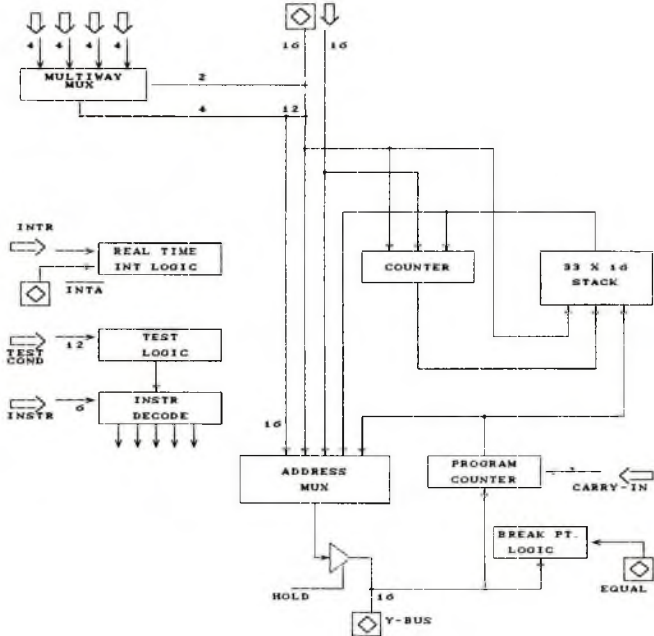 16 16
4 4 4 4
MULTIWAY
MUX
2
4 12
INTR
REAL TIME
INT LOGIC
INTA
COUNTER
33 X 16
STACK
TEST
COND
12
TEST
LOGIC
INSTR
6
INSTR
DECODE
16
ADDRESS
MUX
PROGRAM
COUNTER
CARRY-IN
BREAK PT.
LOGIC
EQUAL
HOLD
16
Y-BUS